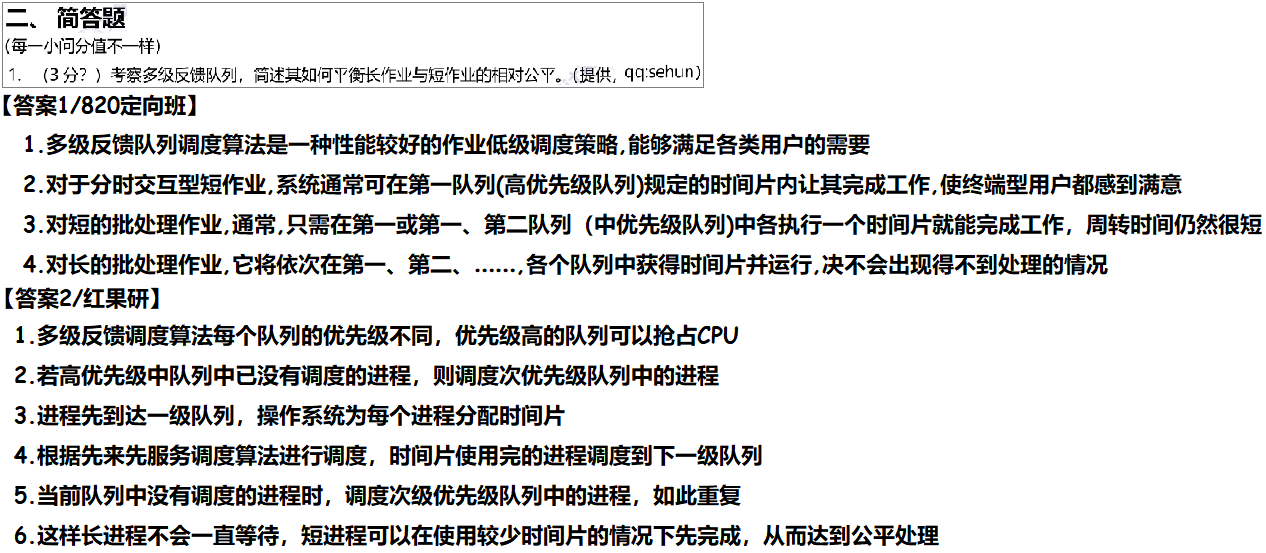 二、 简答题
(每一小问分值不一样)
1. （3 分？）考察多级反馈队列，简述其如何平衡长作业与短作业的相对公平。(提供，qq:sehun)
【答案1/820定向班】
1.多级反馈队列调度算法是一种性能较好的作业低级调度策略,能够满足各类用户的需要
2.对于分时交互型短作业,系统通常可在第一队列(高优先级队列)规定的时间片内让其完成工作,使终端型用户都感到满意
3.对短的批处理作业,通常,只需在第一或第一、第二队列（中优先级队列)中各执行一个时间片就能完成工作，周转时间仍然很短
4.对长的批处理作业,它将依次在第一、第二、……,各个队列中获得时间片并运行,决不会出现得不到处理的情况
【答案2/红果研】
1.多级反馈调度算法每个队列的优先级不同，优先级高的队列可以抢占CPU
2.若高优先级中队列中已没有调度的进程，则调度次优先级队列中的进程
3.进程先到达一级队列，操作系统为每个进程分配时间片
4.根据先来先服务调度算法进行调度，时间片使用完的进程调度到下一级队列
5.当前队列中没有调度的进程时，调度次级优先级队列中的进程，如此重复
6.这样长进程不会一直等待，短进程可以在使用较少时间片的情况下先完成，从而达到公平处理